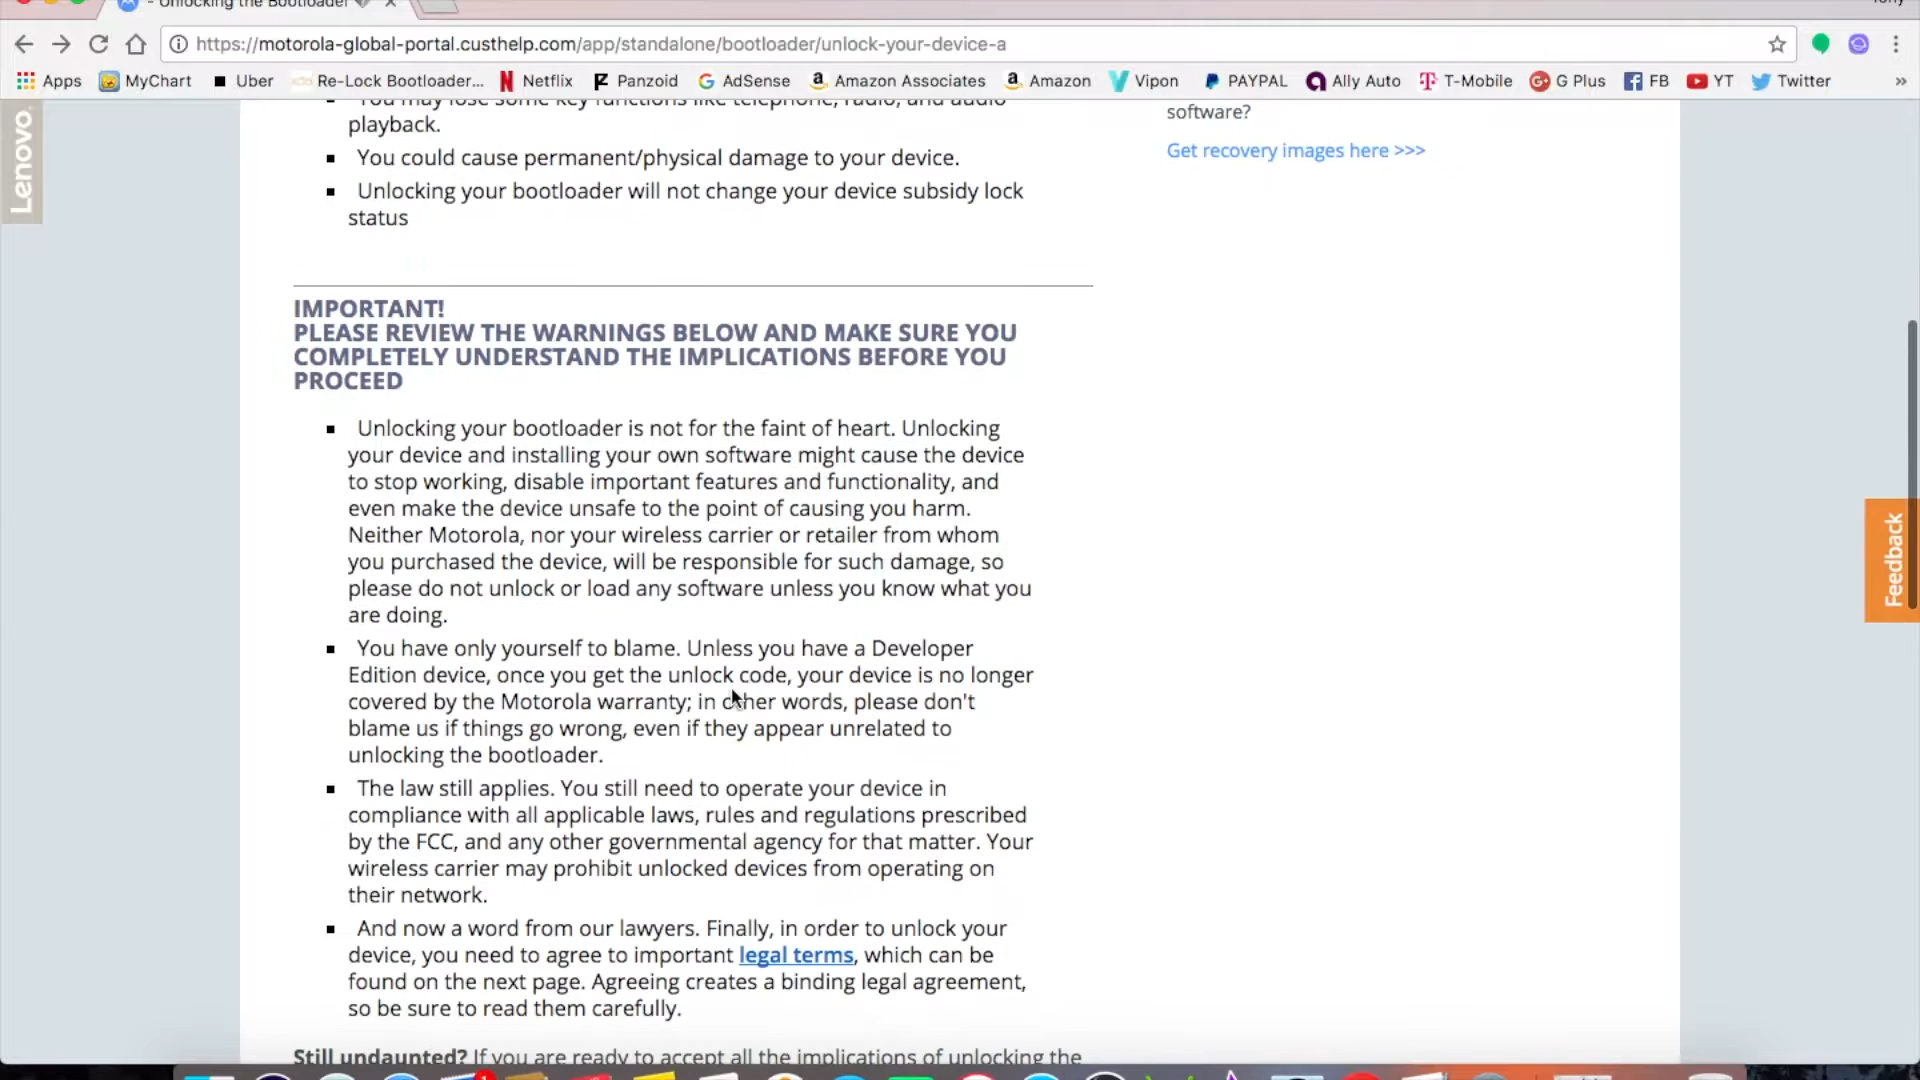 - Unlocking the Bootloader
https://motorola-global-portal.custhelp.com/app/standalone/bootloader/unlock-your-device-a
Apps MyChart Uber Re-Lock Bootloader... Netflix Panzoid AdSense Amazon Associates Amazon Vipon PAYPAL Ally Auto T-Mobile G Plus FB YT Twitter »
Lenovo
You may lose some key functions like telephone, radio, and audio
playback.
You could cause permanent/physical damage to your device.
Unlocking your bootloader will not change your device subsidy lock
status
software?
Get recovery images here >>>
IMPORTANT!
PLEASE REVIEW THE WARNINGS BELOW AND MAKE SURE YOU
COMPLETELY UNDERSTAND THE IMPLICATIONS BEFORE YOU
PROCEED
Unlocking your bootloader is not for the faint of heart. Unlocking
your device and installing your own software might cause the device
to stop working, disable important features and functionality, and
even make the device unsafe to the point of causing you harm.
Neither Motorola, nor your wireless carrier or retailer from whom
you purchased the device, will be responsible for such damage, so
please do not unlock or load any software unless you know what you
are doing.
You have only yourself to blame. Unless you have a Developer
Edition device, once you get the unlock code, your device is no longer
covered by the Motorola warranty; in other words, please don't
blame us if things go wrong, even if they appear unrelated to
unlocking the bootloader.
The law still applies. You still need to operate your device in
compliance with all applicable laws, rules and regulations prescribed
by the FCC, and any other governmental agency for that matter. Your
wireless carrier may prohibit unlocked devices from operating on
their network.
And now a word from our lawyers. Finally, in order to unlock your
device, you need to agree to important legal terms, which can be
found on the next page. Agreeing creates a binding legal agreement,
so be sure to read them carefully.
Still undaunted? If you are ready to accept all the implications of unlocking the
Feedback